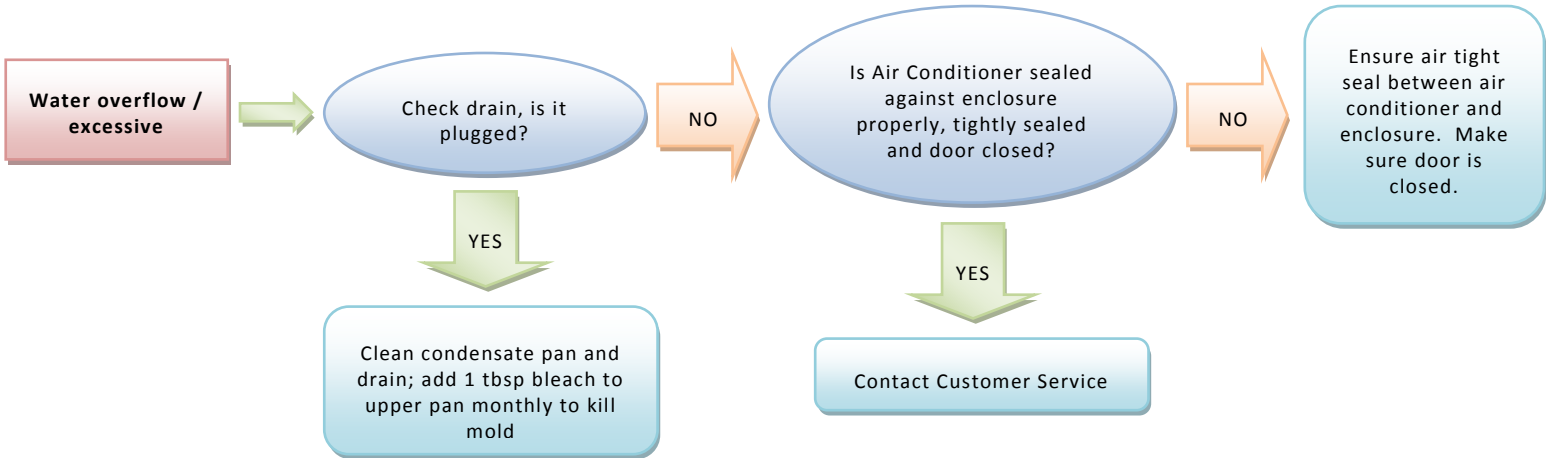 Water overflow /
excessive
Check drain, is it
plugged?
NO
Is Air Conditioner sealed
against enclosure
properly, tightly sealed
and door closed?
NO
Ensure air tight
seal between air
conditioner and
enclosure.  Make
sure door is
closed.
YES
YES
Clean condensate pan and
drain; add 1 tbsp bleach to
upper pan monthly to kill
mold
Contact Customer Service